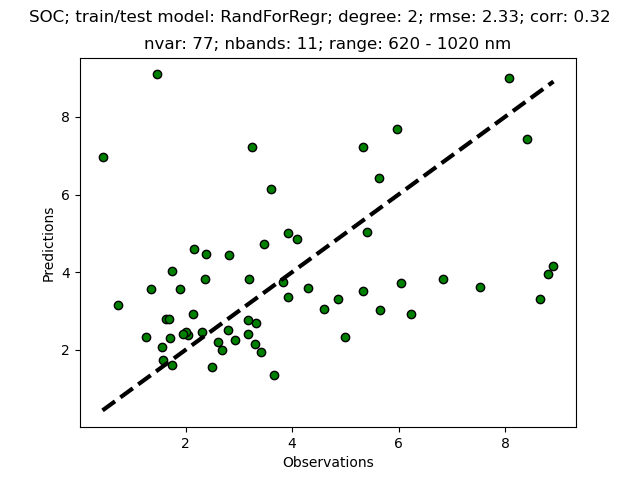 SOC; train/test model: RandForRegr; degree: 2; rmse: 2.33; corr: 0.32
nvar: 77; nbands: 11; range: 620 - 1020 nm
8
6
4
2
Predictions
2 4 6 8
Observations